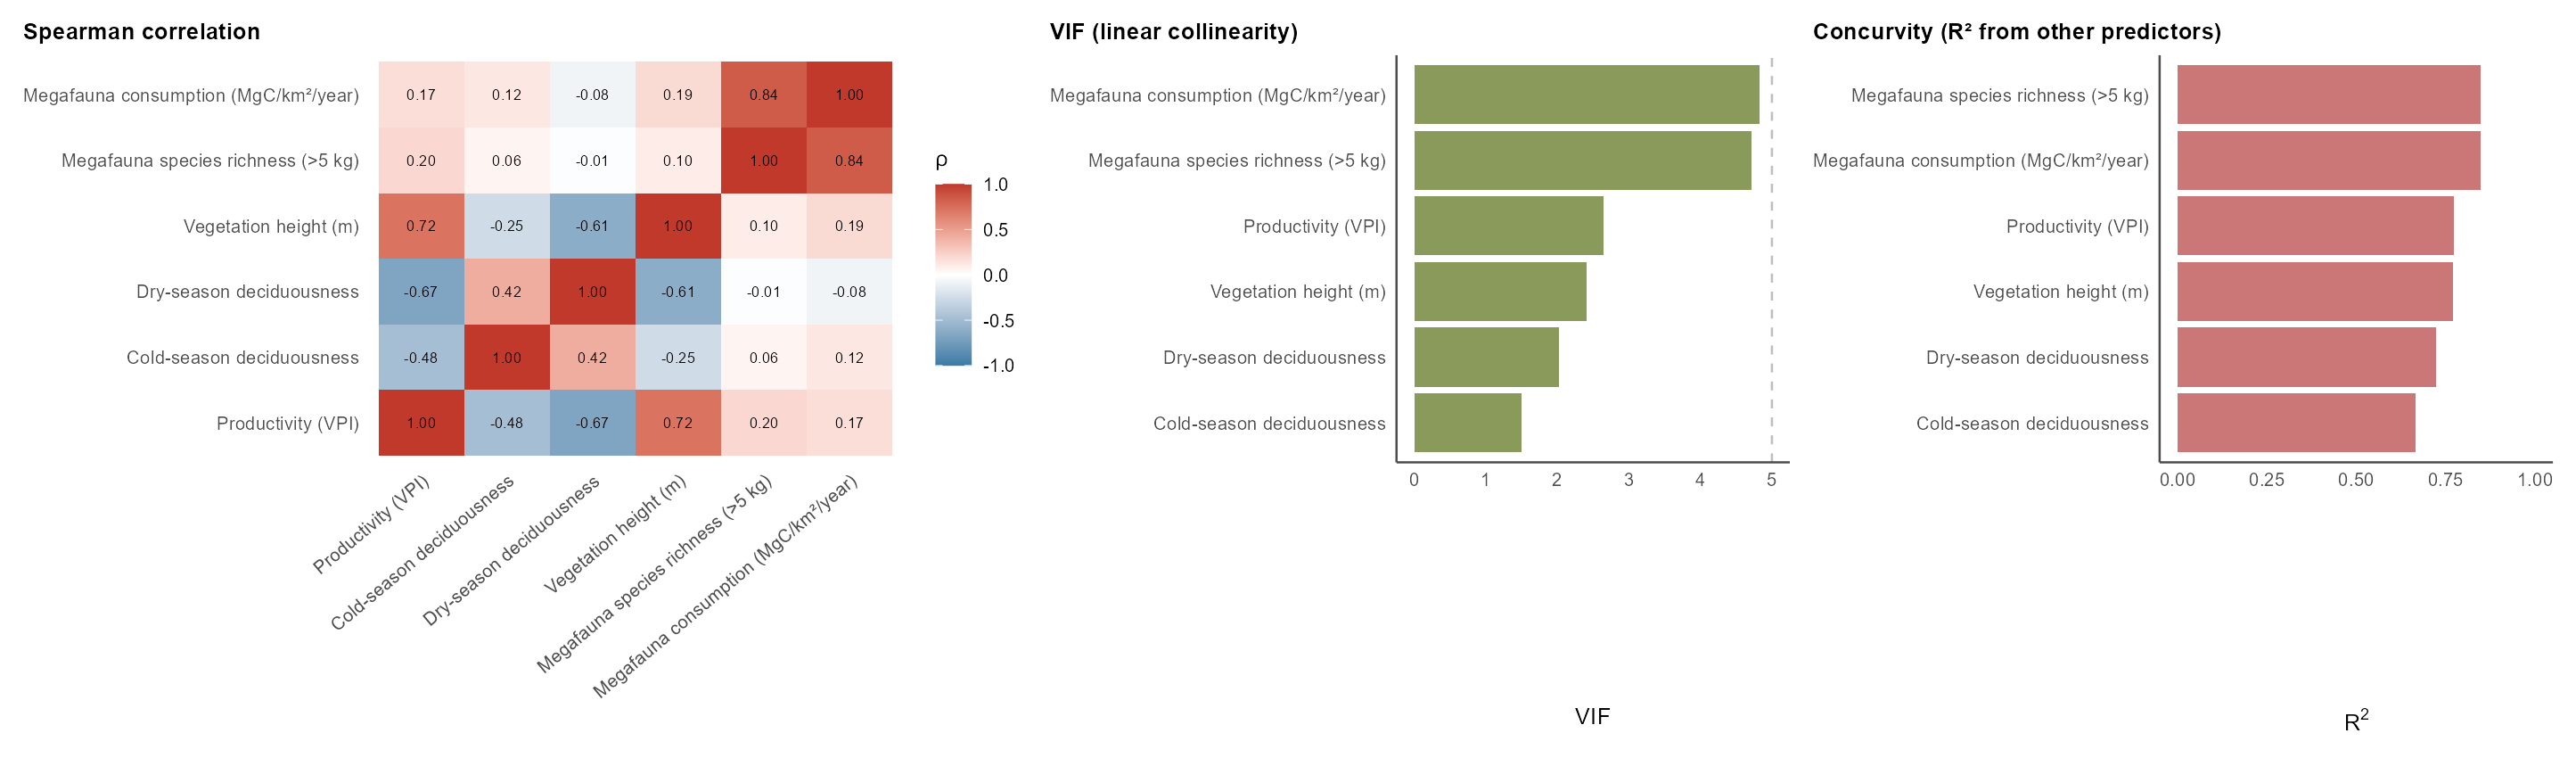 Spearman correlation
Megafauna consumption (MgC/km²/year) 0.17 0.12 -0.08 0.19 0.84 1.00
Megafauna species richness (>5 kg) 0.20 0.06 -0.01 0.10 1.00 0.84
Vegetation height (m) 0.72 -0.25 -0.61 1.00 0.10 0.19
Dry-season deciduousness -0.67 0.42 1.00 -0.61 -0.01 -0.08
Cold-season deciduousness -0.48 1.00 0.42 -0.25 0.06 0.12
Productivity (VPI) 1.00 -0.48 -0.67 0.72 0.20 0.17
Productivity (VPI)
Cold-season deciduousness
Dry-season deciduousness
Vegetation height (m)
Megafauna species richness (>5 kg)
Megafauna consumption (MgC/km²/year)
ρ
1.0
0.5
0.0
-0.5
-1.0
VIF (linear collinearity)
Megafauna consumption (MgC/km²/year)
Megafauna species richness (>5 kg)
Productivity (VPI)
Vegetation height (m)
Dry-season deciduousness
Cold-season deciduousness
0 1 2 3 4 5
VIF
Concurvity (R² from other predictors)
Megafauna species richness (>5 kg)
Megafauna consumption (MgC/km²/year)
Productivity (VPI)
Vegetation height (m)
Dry-season deciduousness
Cold-season deciduousness
0.00 0.25 0.50 0.75 1.00
R²